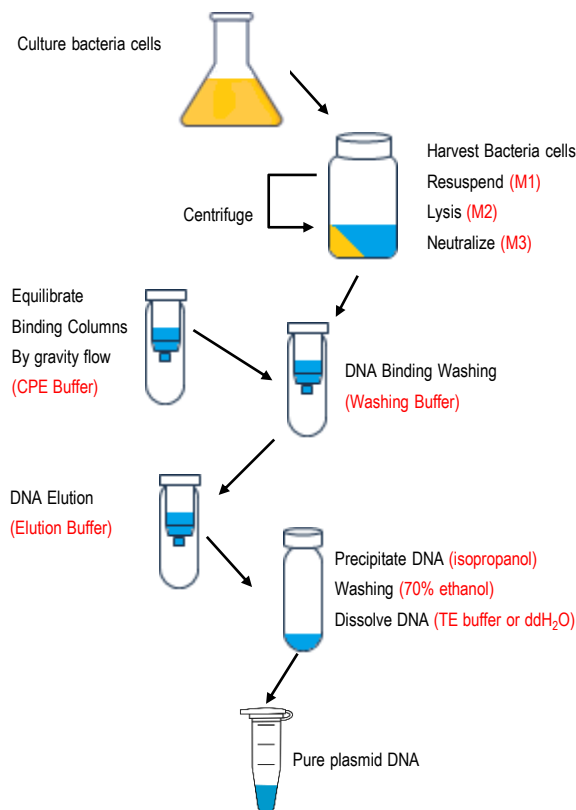 Culture bacteria cells
Harvest Bacteria cells
Resuspend (M1)
Centrifuge
Lysis (M2)
Neutralize (M3)
Equilibrate
Binding Columns
By gravity flow
(CPE Buffer)
DNA Binding Washing
(Washing Buffer)
DNA Elution
(Elution Buffer)
Precipitate DNA (isopropanol)
Washing (70% ethanol)
Dissolve DNA (TE buffer or ddH₂O)
Pure plasmid DNA